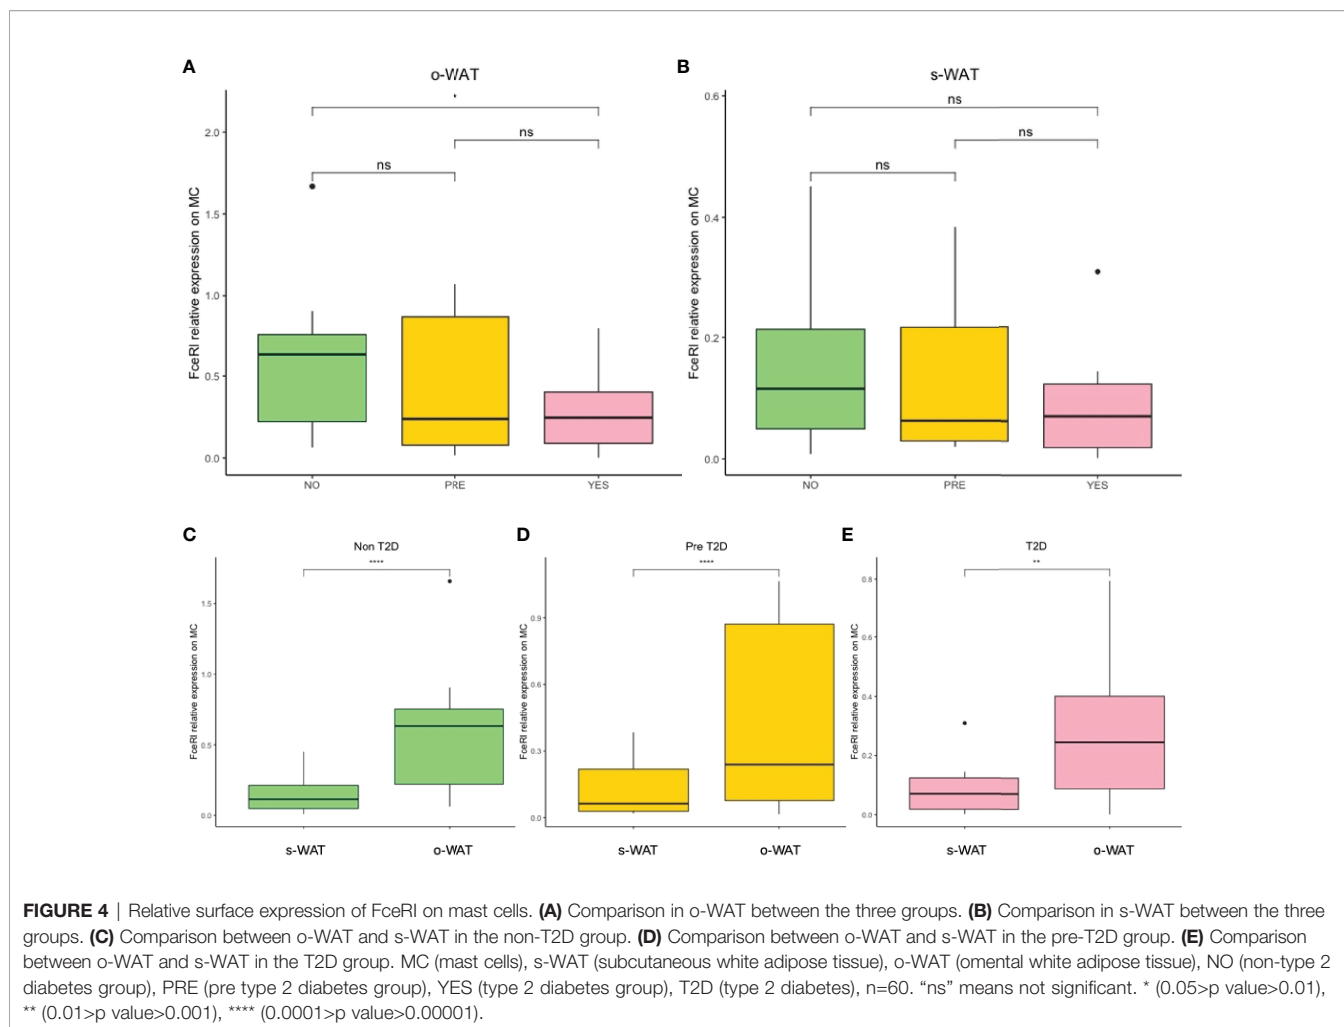 A
o-WAT
*
ns
ns
FceRI relative expression on MC
2.0
1.5
1.0
0.5
0.0
NO PRE YES
B
s-WAT
ns
ns
ns
FceRI relative expression on MC
0.6
0.4
0.2
0.0
NO PRE YES
C
Non T2D
****
FceRI relative expression on MC
1.5
1.0
0.5
0.0
s-WAT o-WAT
D
Pre T2D
****
FceRI relative expression on MC
0.9
0.6
0.3
0.0
s-WAT o-WAT
E
T2D
**
FceRI relative expression on MC
0.8
0.6
0.4
0.2
0.0
s-WAT o-WAT
FIGURE 4 | Relative surface expression of FceRI on mast cells. (A) Comparison in o-WAT between the three groups. (B) Comparison in s-WAT between the three
groups. (C) Comparison between o-WAT and s-WAT in the non-T2D group. (D) Comparison between o-WAT and s-WAT in the pre-T2D group. (E) Comparison
between o-WAT and s-WAT in the T2D group. MC (mast cells), s-WAT (subcutaneous white adipose tissue), o-WAT (omental white adipose tissue), NO (non-type 2
diabetes group), PRE (pre type 2 diabetes group), YES (type 2 diabetes group), T2D (type 2 diabetes), n=60. “ns” means not significant. * (0.05>p value>0.01),
** (0.01>p value>0.001), **** (0.0001>p value>0.00001).